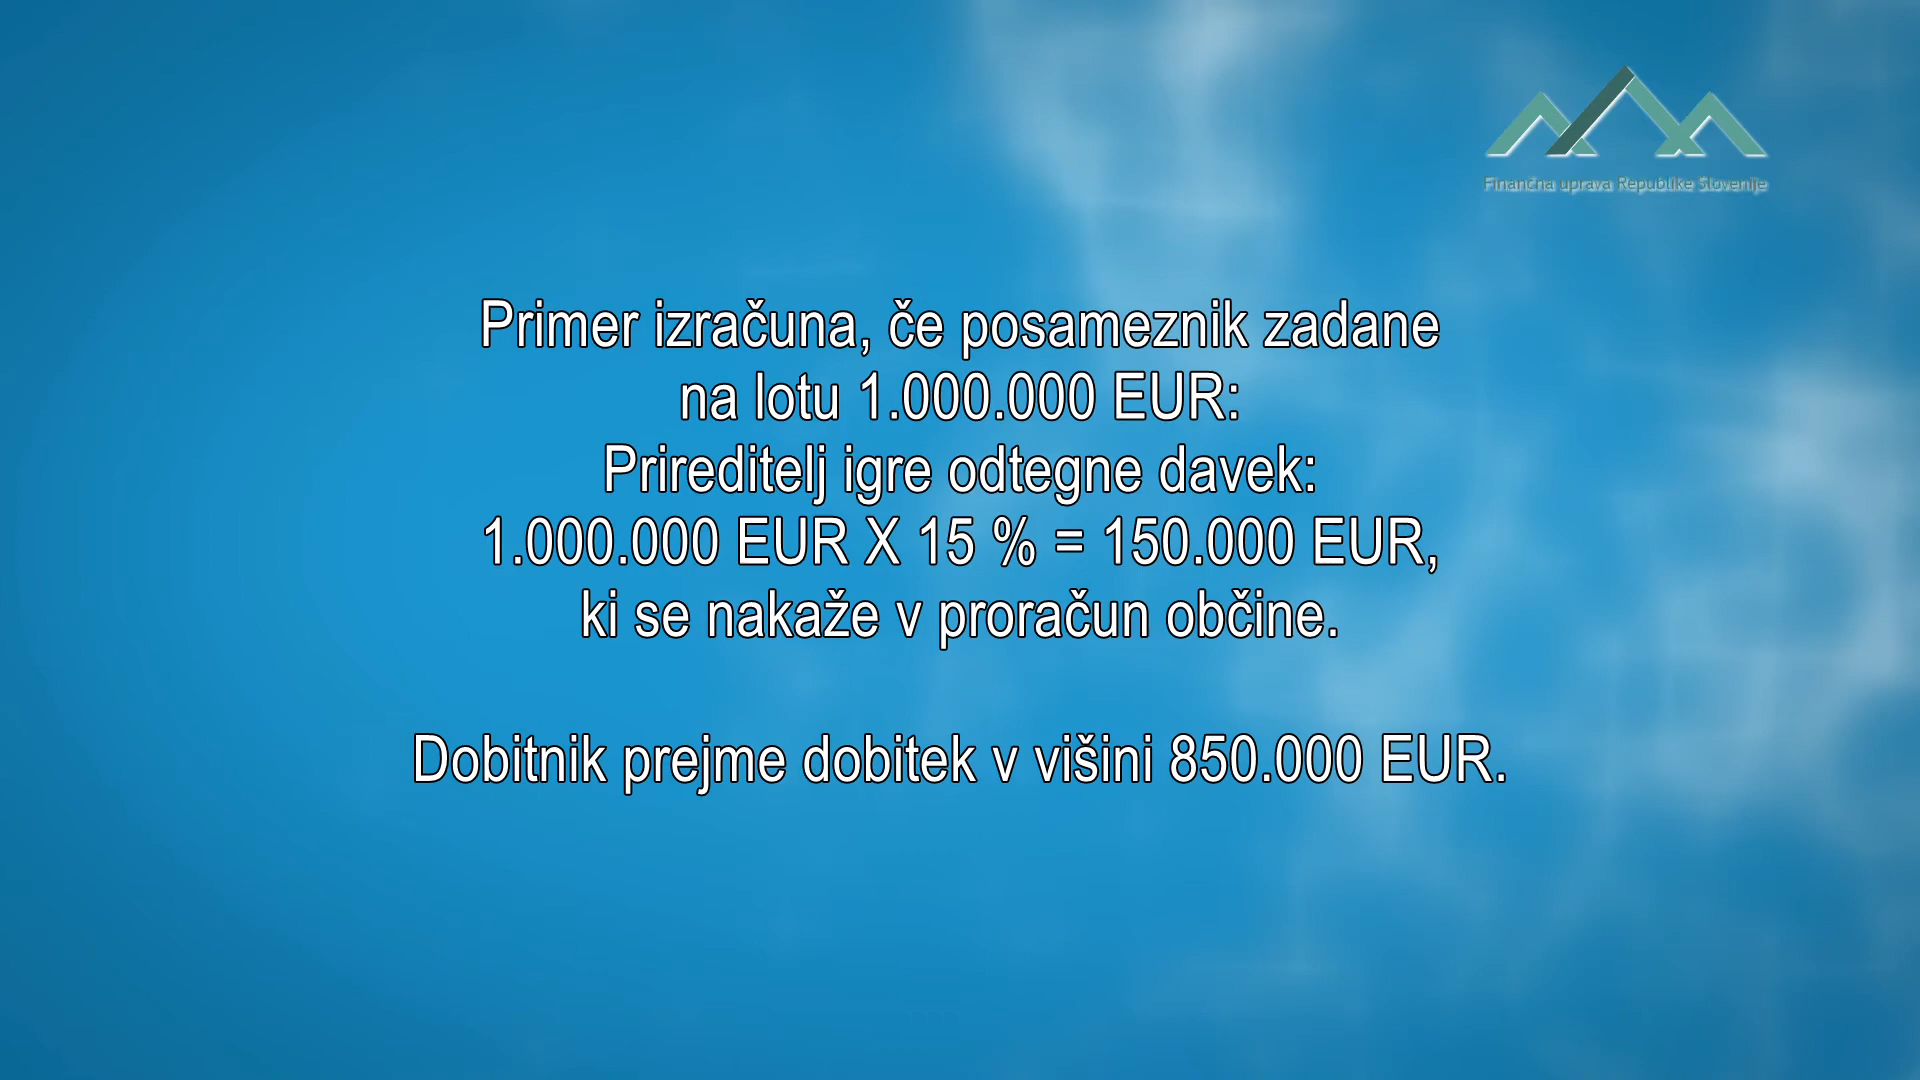 Finančna uprava Republike Slovenije
Primer izračuna, če posameznik zadane
na lotu 1.000.000 EUR:
Prireditelj igre odtegne davek:
1.000.000 EUR X 15 % = 150.000 EUR,
ki se nakaže v proračun občine.
Dobitnik prejme dobitek v višini 850.000 EUR.